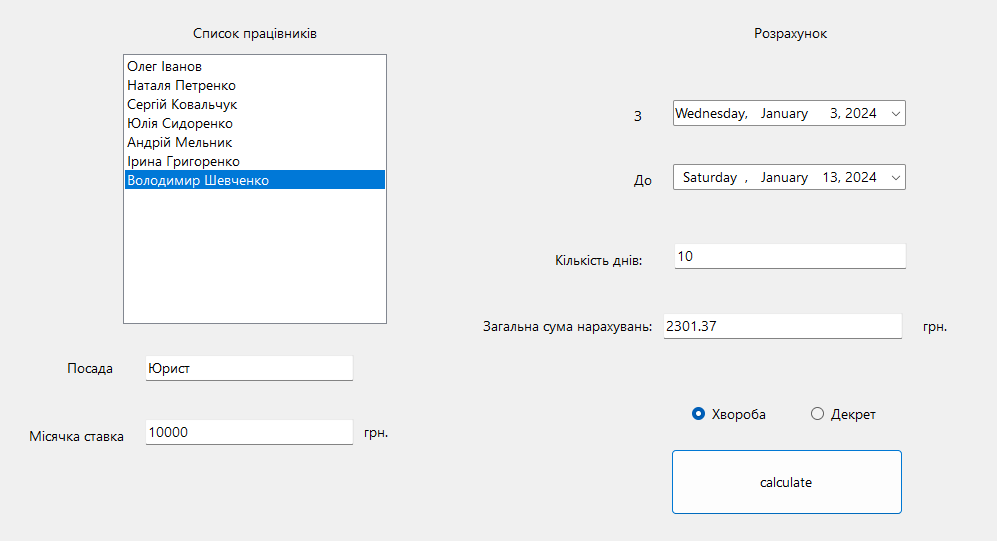 Список працівників
Олег Іванов
Наталя Петренко
Сергій Ковальчук
Юлія Сидоренко
Андрій Мельник
Ірина Григоренко
Володимир Шевченко
Посада Юрист
Місячка ставка 10000 грн.
Розрахунок
З Wednesday, January 3, 2024
До Saturday , January 13, 2024
Кількість днів: 10
Загальна сума нарахувань: 2301.37 грн.
Хвороба Декрет
calculate